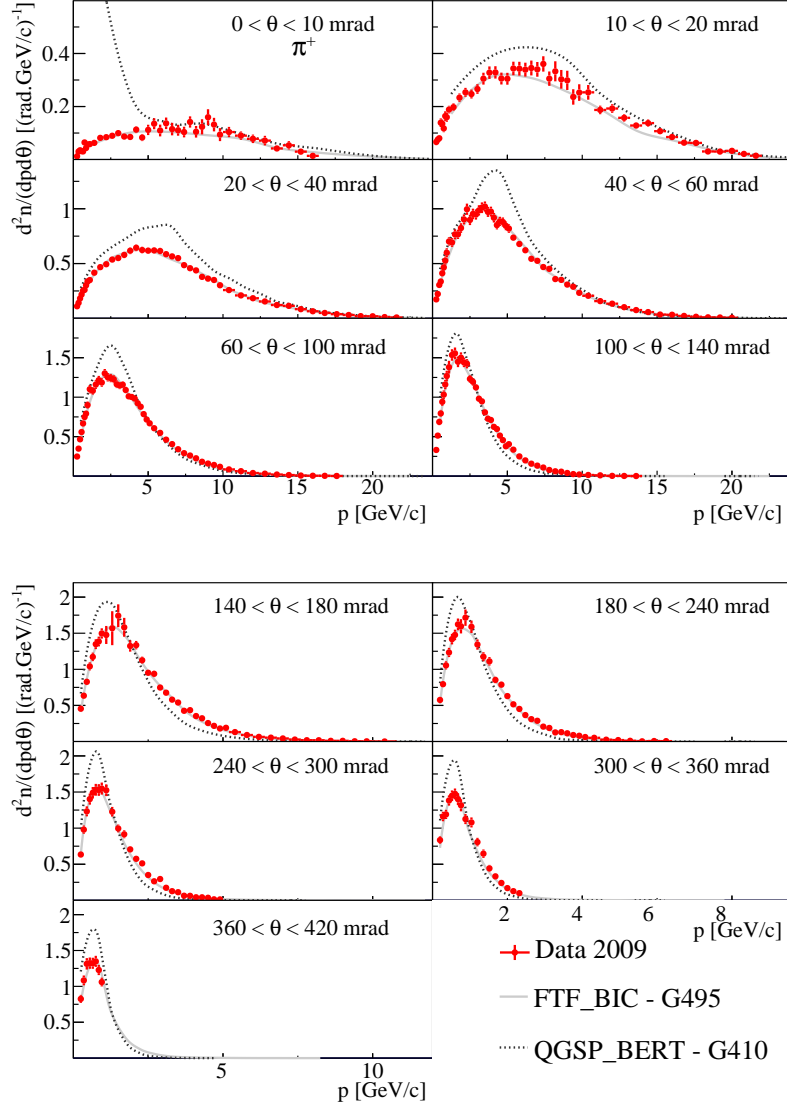 0 < θ < 10 mrad
π⁺
10 < θ < 20 mrad
d²n/(dpdθ) [(rad.GeV/c)⁻¹]
0.4
0.2
20 < θ < 40 mrad
40 < θ < 60 mrad
1
0.5
60 < θ < 100 mrad
100 < θ < 140 mrad
1.5
1
0.5
5 10 15 20 5 10 15 20
p [GeV/c] p [GeV/c]
d²n/(dpdθ) [(rad.GeV/c)⁻¹]
140 < θ < 180 mrad
180 < θ < 240 mrad
2
1.5
1
0.5
240 < θ < 300 mrad
300 < θ < 360 mrad
2
1.5
1
0.5
2 4 6 8
p [GeV/c]
360 < θ < 420 mrad
2
1.5
1
0.5
5 10
p [GeV/c]
Data 2009
FTF_BIC - G495
QGSP_BERT - G410